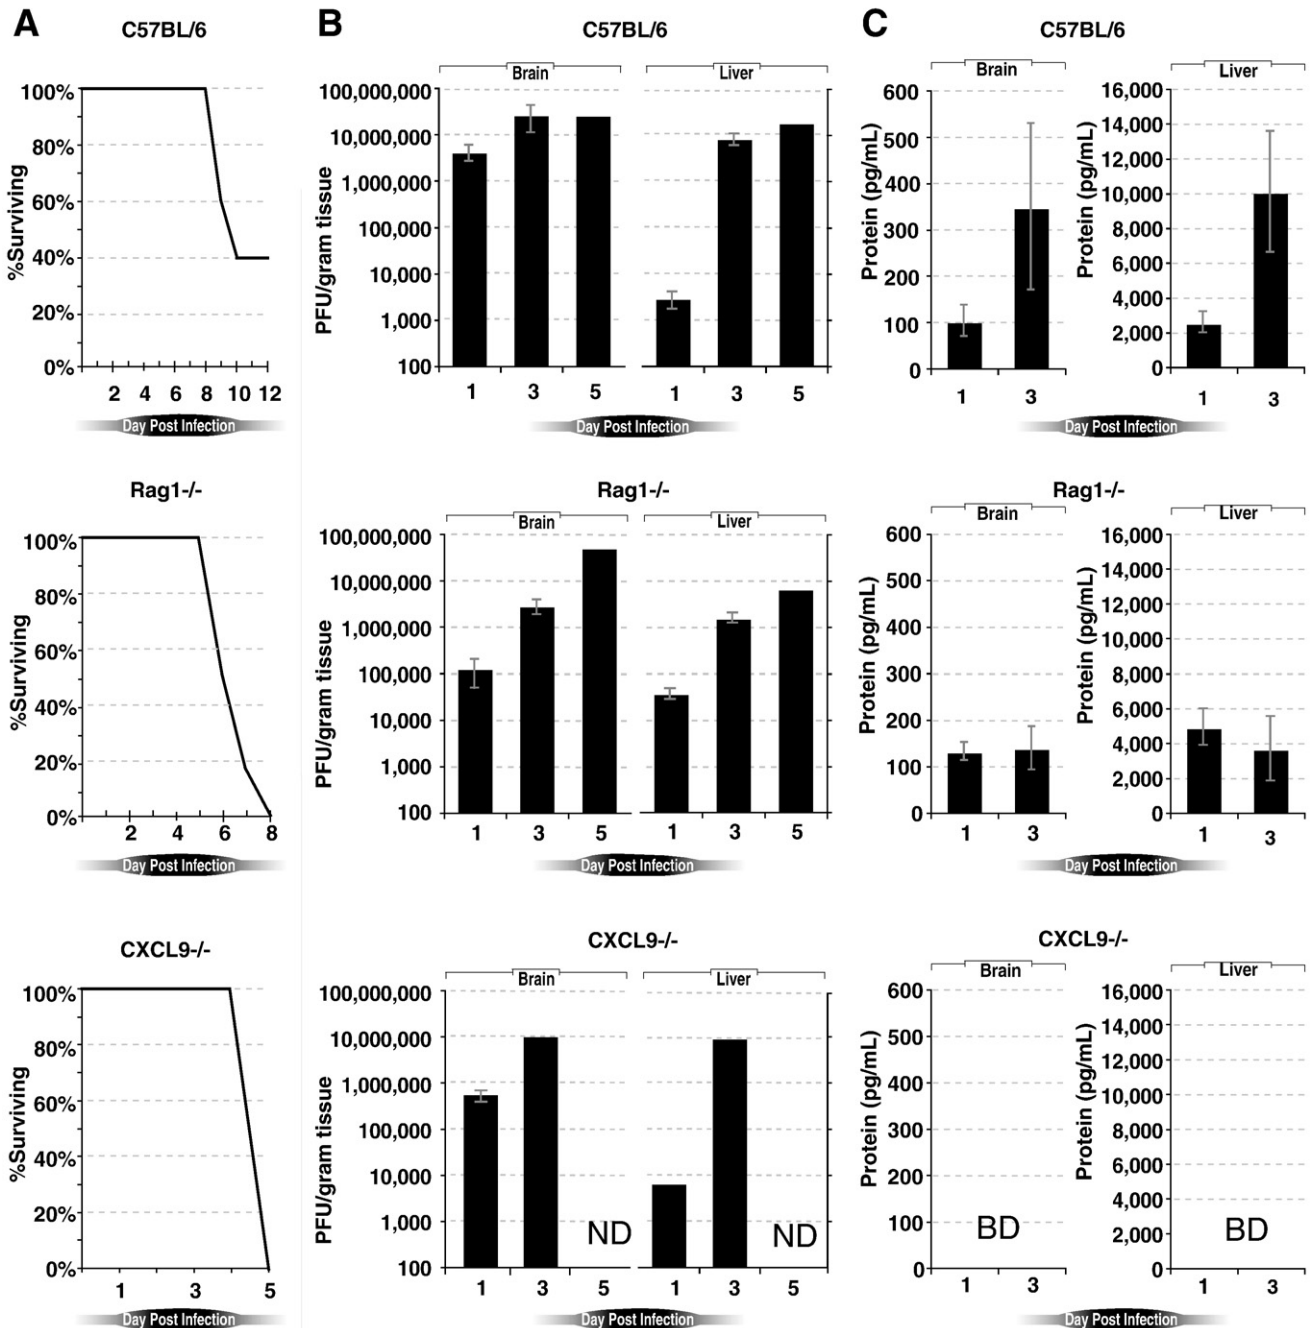 A
C57BL/6
100%
80%
60%
40%
20%
0%
%Surviving
2 4 6 8 10 12
Day Post Infection
Rag1-/-
100%
80%
60%
40%
20%
0%
%Surviving
2 4 6 8
Day Post Infection
CXCL9-/-
100%
80%
60%
40%
20%
0%
%Surviving
1 3 5
Day Post Infection
B
C57BL/6
Brain Liver
100,000,000
10,000,000
1,000,000
100,000
10,000
1,000
100
PFU/gram tissue
1 3 5 1 3 5
Day Post Infection
Rag1-/-
Brain Liver
100,000,000
10,000,000
1,000,000
100,000
10,000
1,000
100
PFU/gram tissue
1 3 5 1 3 5
Day Post Infection
CXCL9-/-
Brain Liver
100,000,000
10,000,000
1,000,000
100,000
10,000
1,000
100
PFU/gram tissue
ND ND
1 3 5 1 3 5
Day Post Infection
C
C57BL/6
Brain
600
500
400
300
200
100
0
Protein (pg/mL)
1 3
Liver
16,000
14,000
12,000
10,000
8,000
6,000
4,000
2,000
0
Protein (pg/mL)
1 3
Day Post Infection
Rag1-/-
Brain
600
500
400
300
200
100
0
Protein (pg/mL)
1 3
Liver
16,000
14,000
12,000
10,000
8,000
6,000
4,000
2,000
0
Protein (pg/mL)
1 3
Day Post Infection
CXCL9-/-
Brain
600
500
400
300
200
100
0
Protein (pg/mL)
BD
1 3
Liver
16,000
14,000
12,000
10,000
8,000
6,000
4,000
2,000
0
Protein (pg/mL)
BD
1 3
Day Post Infection